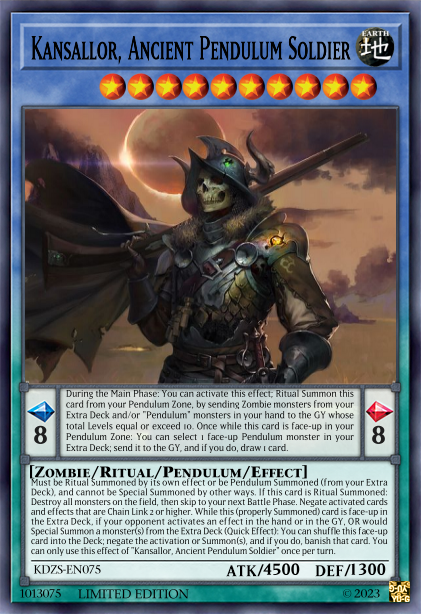 KANSALLOR, ANCIENT PENDULUM SOLDIER
EARTH
地
During the Main Phase: You can activate this effect; Ritual Summon this
card from your Pendulum Zone, by sending Zombie monsters from your
Extra Deck and/or "Pendulum" monsters in your hand to the GY whose
total Levels equal or exceed 10. Once while this card is face-up in your
Pendulum Zone: You can select 1 face-up Pendulum monster in your
Extra Deck; send it to the GY, and if you do, draw 1 card.
8
8
[ZOMBIE/RITUAL/PENDULUM/EFFECT]
Must be Ritual Summoned by its own effect or be Pendulum Summoned (from your Extra
Deck), and cannot be Special Summoned by other ways. If this card is Ritual Summoned:
Destroy all monsters on the field, then skip to your next Battle Phase. Negate activated cards
and effects that are Chain Link 2 or higher. While this (properly Summoned) card is face-up in
the Extra Deck, if your opponent activates an effect in the hand or in the GY, OR would
Special Summon a monster(s) from the Extra Deck (Quick Effect): You can shuffle this face-
up card into the Deck; negate the activation or Summon(s), and if you do, banish that card. You
can only use this effect of "Kansallor, Ancient Pendulum Soldier" once per turn.
KDZS-EN075
ATK/4500 DEF/1300
1013075
LIMITED EDITION
© 2023